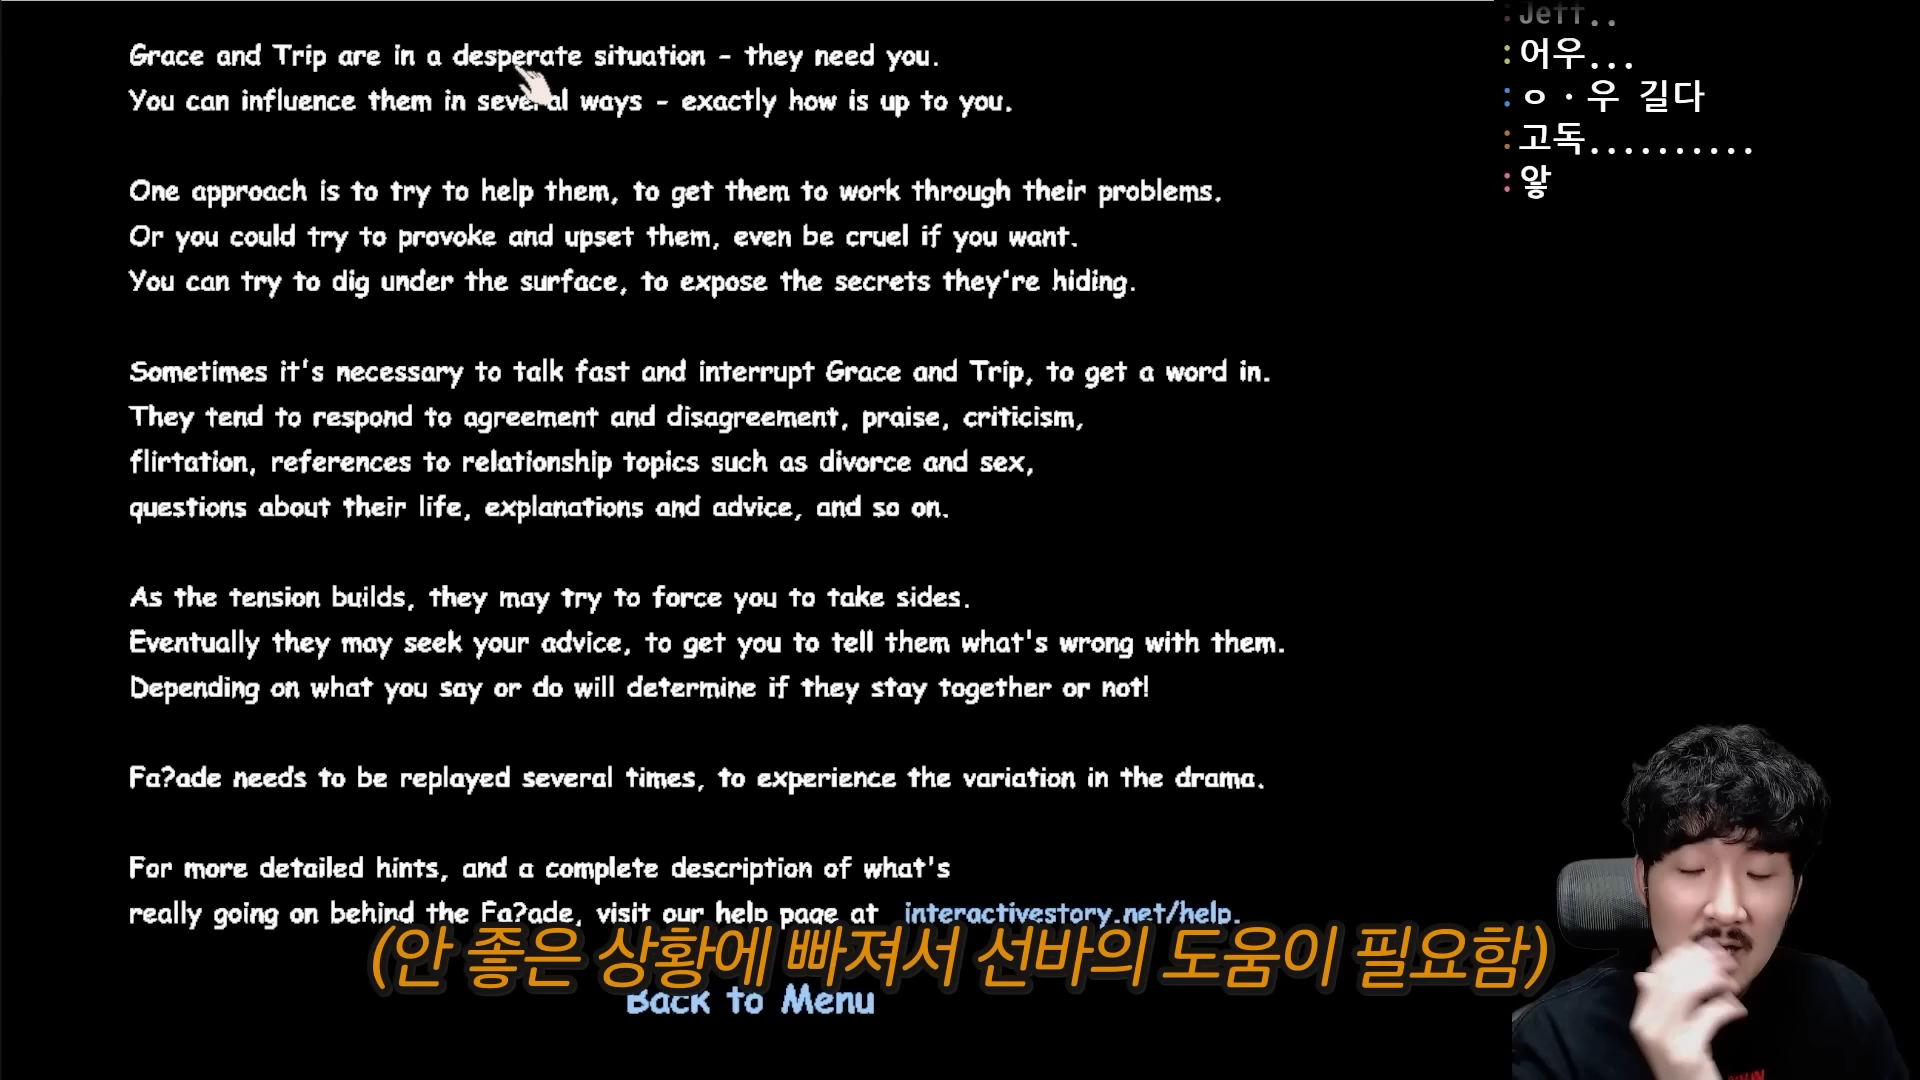 Grace and Trip are in a desperate situation - they need you.
You can influence them in several ways - exactly how is up to you.
One approach is to try to help them, to get them to work through their problems.
Or you could try to provoke and upset them, even be cruel if you want.
You can try to dig under the surface, to expose the secrets they're hiding.
Sometimes it's necessary to talk fast and interrupt Grace and Trip, to get a word in.
They tend to respond to agreement and disagreement, praise, criticism,
flirtation, references to relationship topics such as divorce and sex,
questions about their life, explanations and advice, and so on.
As the tension builds, they may try to force you to take sides.
Eventually they may seek your advice, to get you to tell them what's wrong with them.
Depending on what you say or do will determine if they stay together or not!
Fa?ade needs to be replayed several times, to experience the variation in the drama.
For more detailed hints, and a complete description of what's
really going on behind the Fa?ade, visit our help page at interactivestory.net/help.
(안 좋은 상황에 빠져서 선바의 도움이 필요함)
Back to Menu
: Jeff..
: 어우...
: ㅇㆍ우 길다
: 고독..........
: 앟